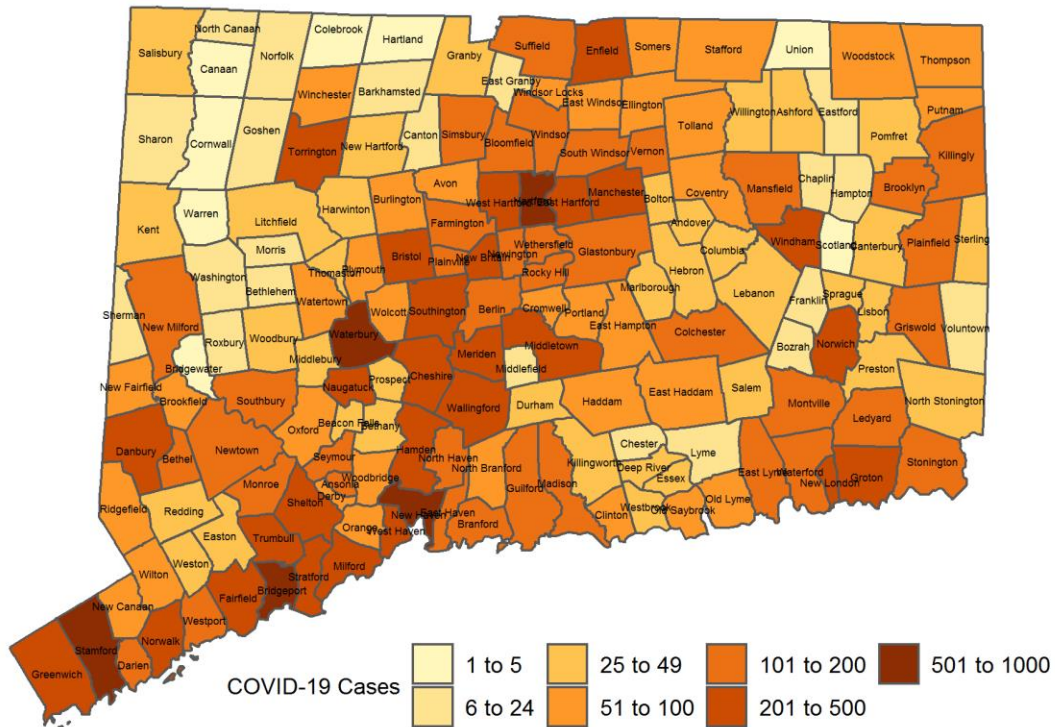 North Canaan
Colebrook
Hartland
Salisbury
Norfolk
Canaan
Granby
Suffield
Enfield
Somers
Stafford
Union
Woodstock
Thompson
East Granby
Windsor Locks
Winchester
Barkhamsted
East Windsor
Ellington
Willington
Ashford
Eastford
Putnam
Pomfret
Sharon
Cornwall
Goshen
Torrington
New Hartford
Canton
Simsbury
Bloomfield
Windsor
South Windsor
Vernon
Tolland
Killingly
Avon
West Hartford
Hartford
East Hartford
Manchester
Bolton
Coventry
Mansfield
Chaplin
Hampton
Brooklyn
Kent
Warren
Litchfield
Harwinton
Burlington
Farmington
Andover
Columbia
Windham
Scotland
Canterbury
Plainfield
Sterling
Morris
Washington
Bethlehem
Thomaston
Plymouth
Bristol
Plainville
New Britain
Newington
Wethersfield
Rocky Hill
Glastonbury
Marlborough
Hebron
Lebanon
Franklin
Sprague
Lisbon
Griswold
Voluntown
Sherman
New Milford
Roxbury
Woodbury
Watertown
Waterbury
Wolcott
Southington
Berlin
Cromwell
Portland
East Hampton
Colchester
Bozrah
Norwich
Preston
North Stonington
Bridgewater
Middlebury
Naugatuck
Prospect
Cheshire
Meriden
Middletown
Middlefield
New Fairfield
Brookfield
Southbury
Oxford
Beacon Falls
Bethany
Wallingford
Durham
Haddam
East Haddam
Salem
Montville
Ledyard
Danbury
Bethel
Newtown
Seymour
Woodbridge
Hamden
North Haven
North Branford
Killingworth
Chester
Deep River
Essex
Lyme
East Lyme
Waterford
New London
Groton
Stonington
Ridgefield
Redding
Monroe
Ansonia
Derby
Shelton
Orange
New Haven
West Haven
East Haven
Branford
Guilford
Madison
Clinton
Westbrook
Old Saybrook
Old Lyme
Wilton
Weston
Easton
Trumbull
Stratford
Milford
Bridgeport
Fairfield
New Canaan
Westport
Norwalk
Darien
Stamford
Greenwich
COVID-19 Cases
1 to 5
25 to 49
101 to 200
501 to 1000
6 to 24
51 to 100
201 to 500